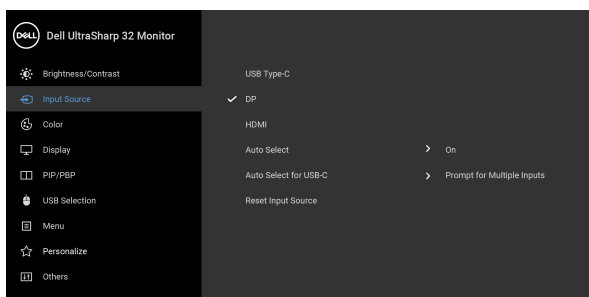 DELL Dell UltraSharp 32 Monitor
Brightness/Contrast
USB Type-C
Input Source
DP
Color
HDMI
Display
Auto Select
On
PIP/PBP
Auto Select for USB-C
Prompt for Multiple Inputs
USB Selection
Reset Input Source
Menu
Personalize
Others